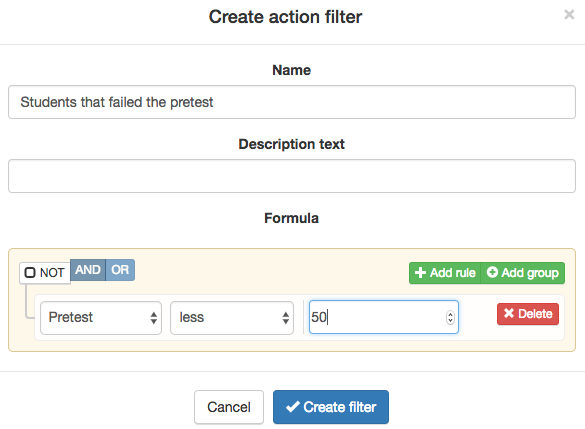 Create action filter
×
Name
Students that failed the pretest
Description text
Formula
NOT AND OR Add rule Add group
Pretest less 50 Delete
Cancel Create filter